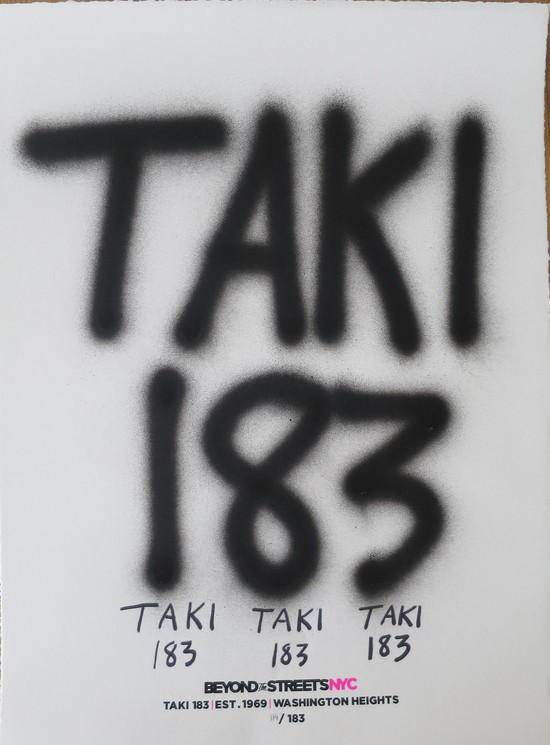 TAKI
183
TAKI TAKI TAKI
183 183 183
BEYOND The STREETS NYC
TAKI 183 | EST. 1969 | WASHINGTON HEIGHTS
/ 183